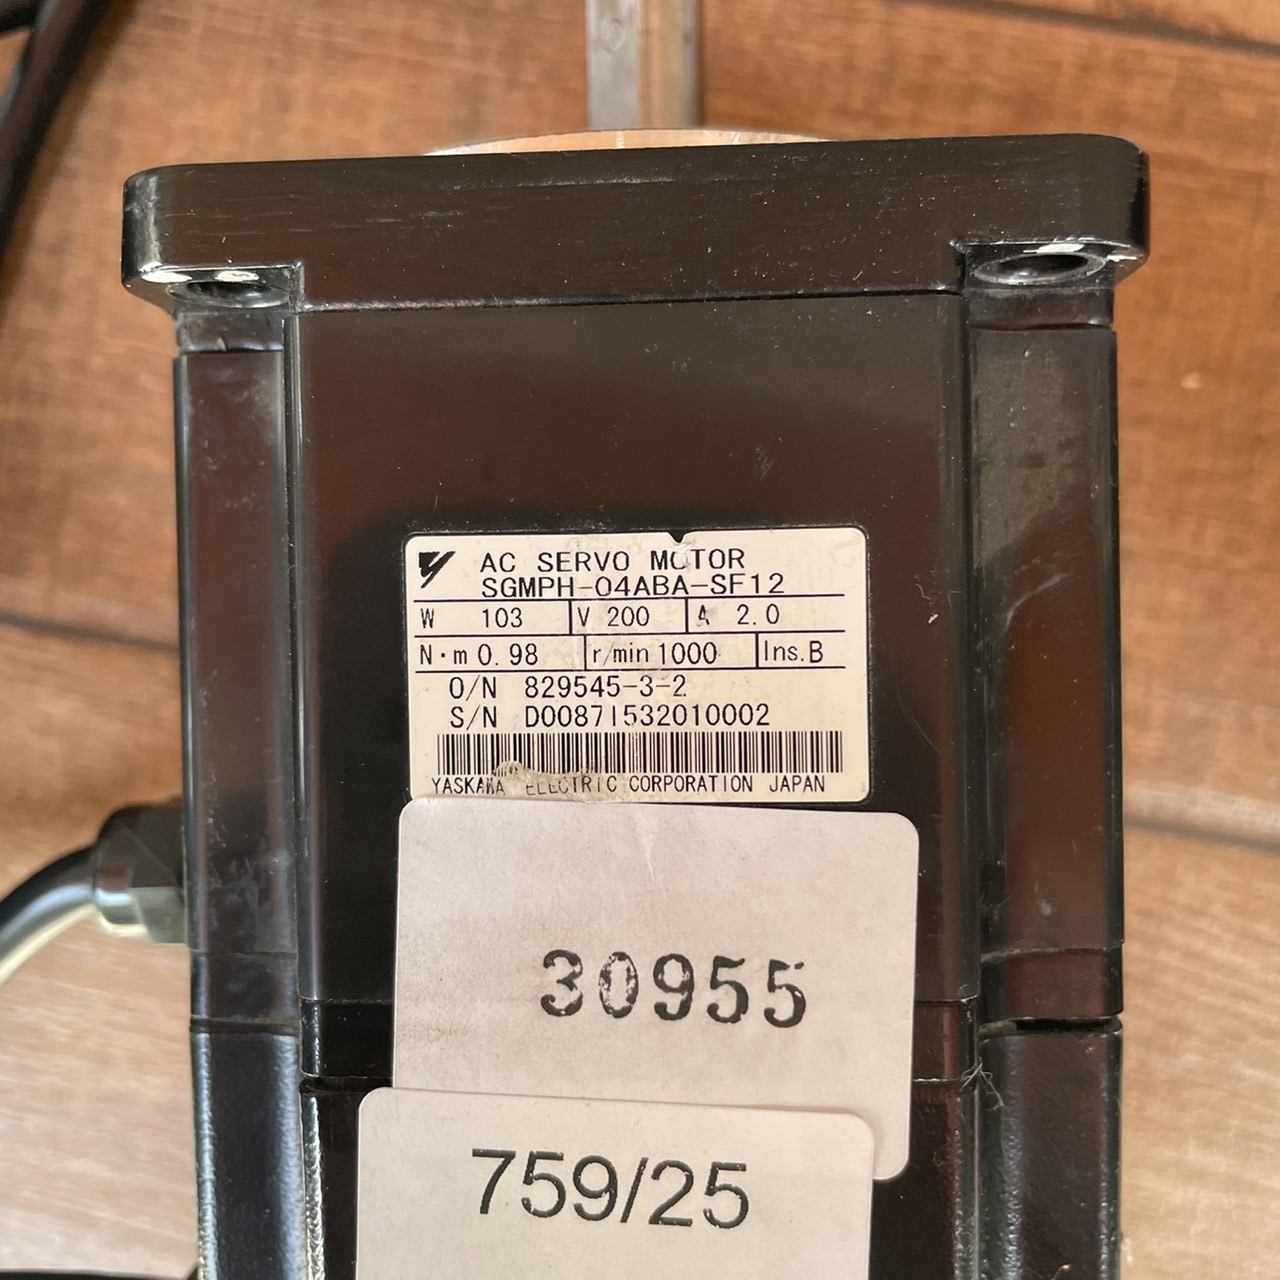 AC SERVO MOTOR
SGMPH-04ABA-SF12
W 103 V 200 A 2.0
N·m 0.98 r/min 1000 Ins.B
O/N 829545-3-2
S/N D00871532010002
YASKAWA ELECTRIC CORPORATION JAPAN
30955
759/25